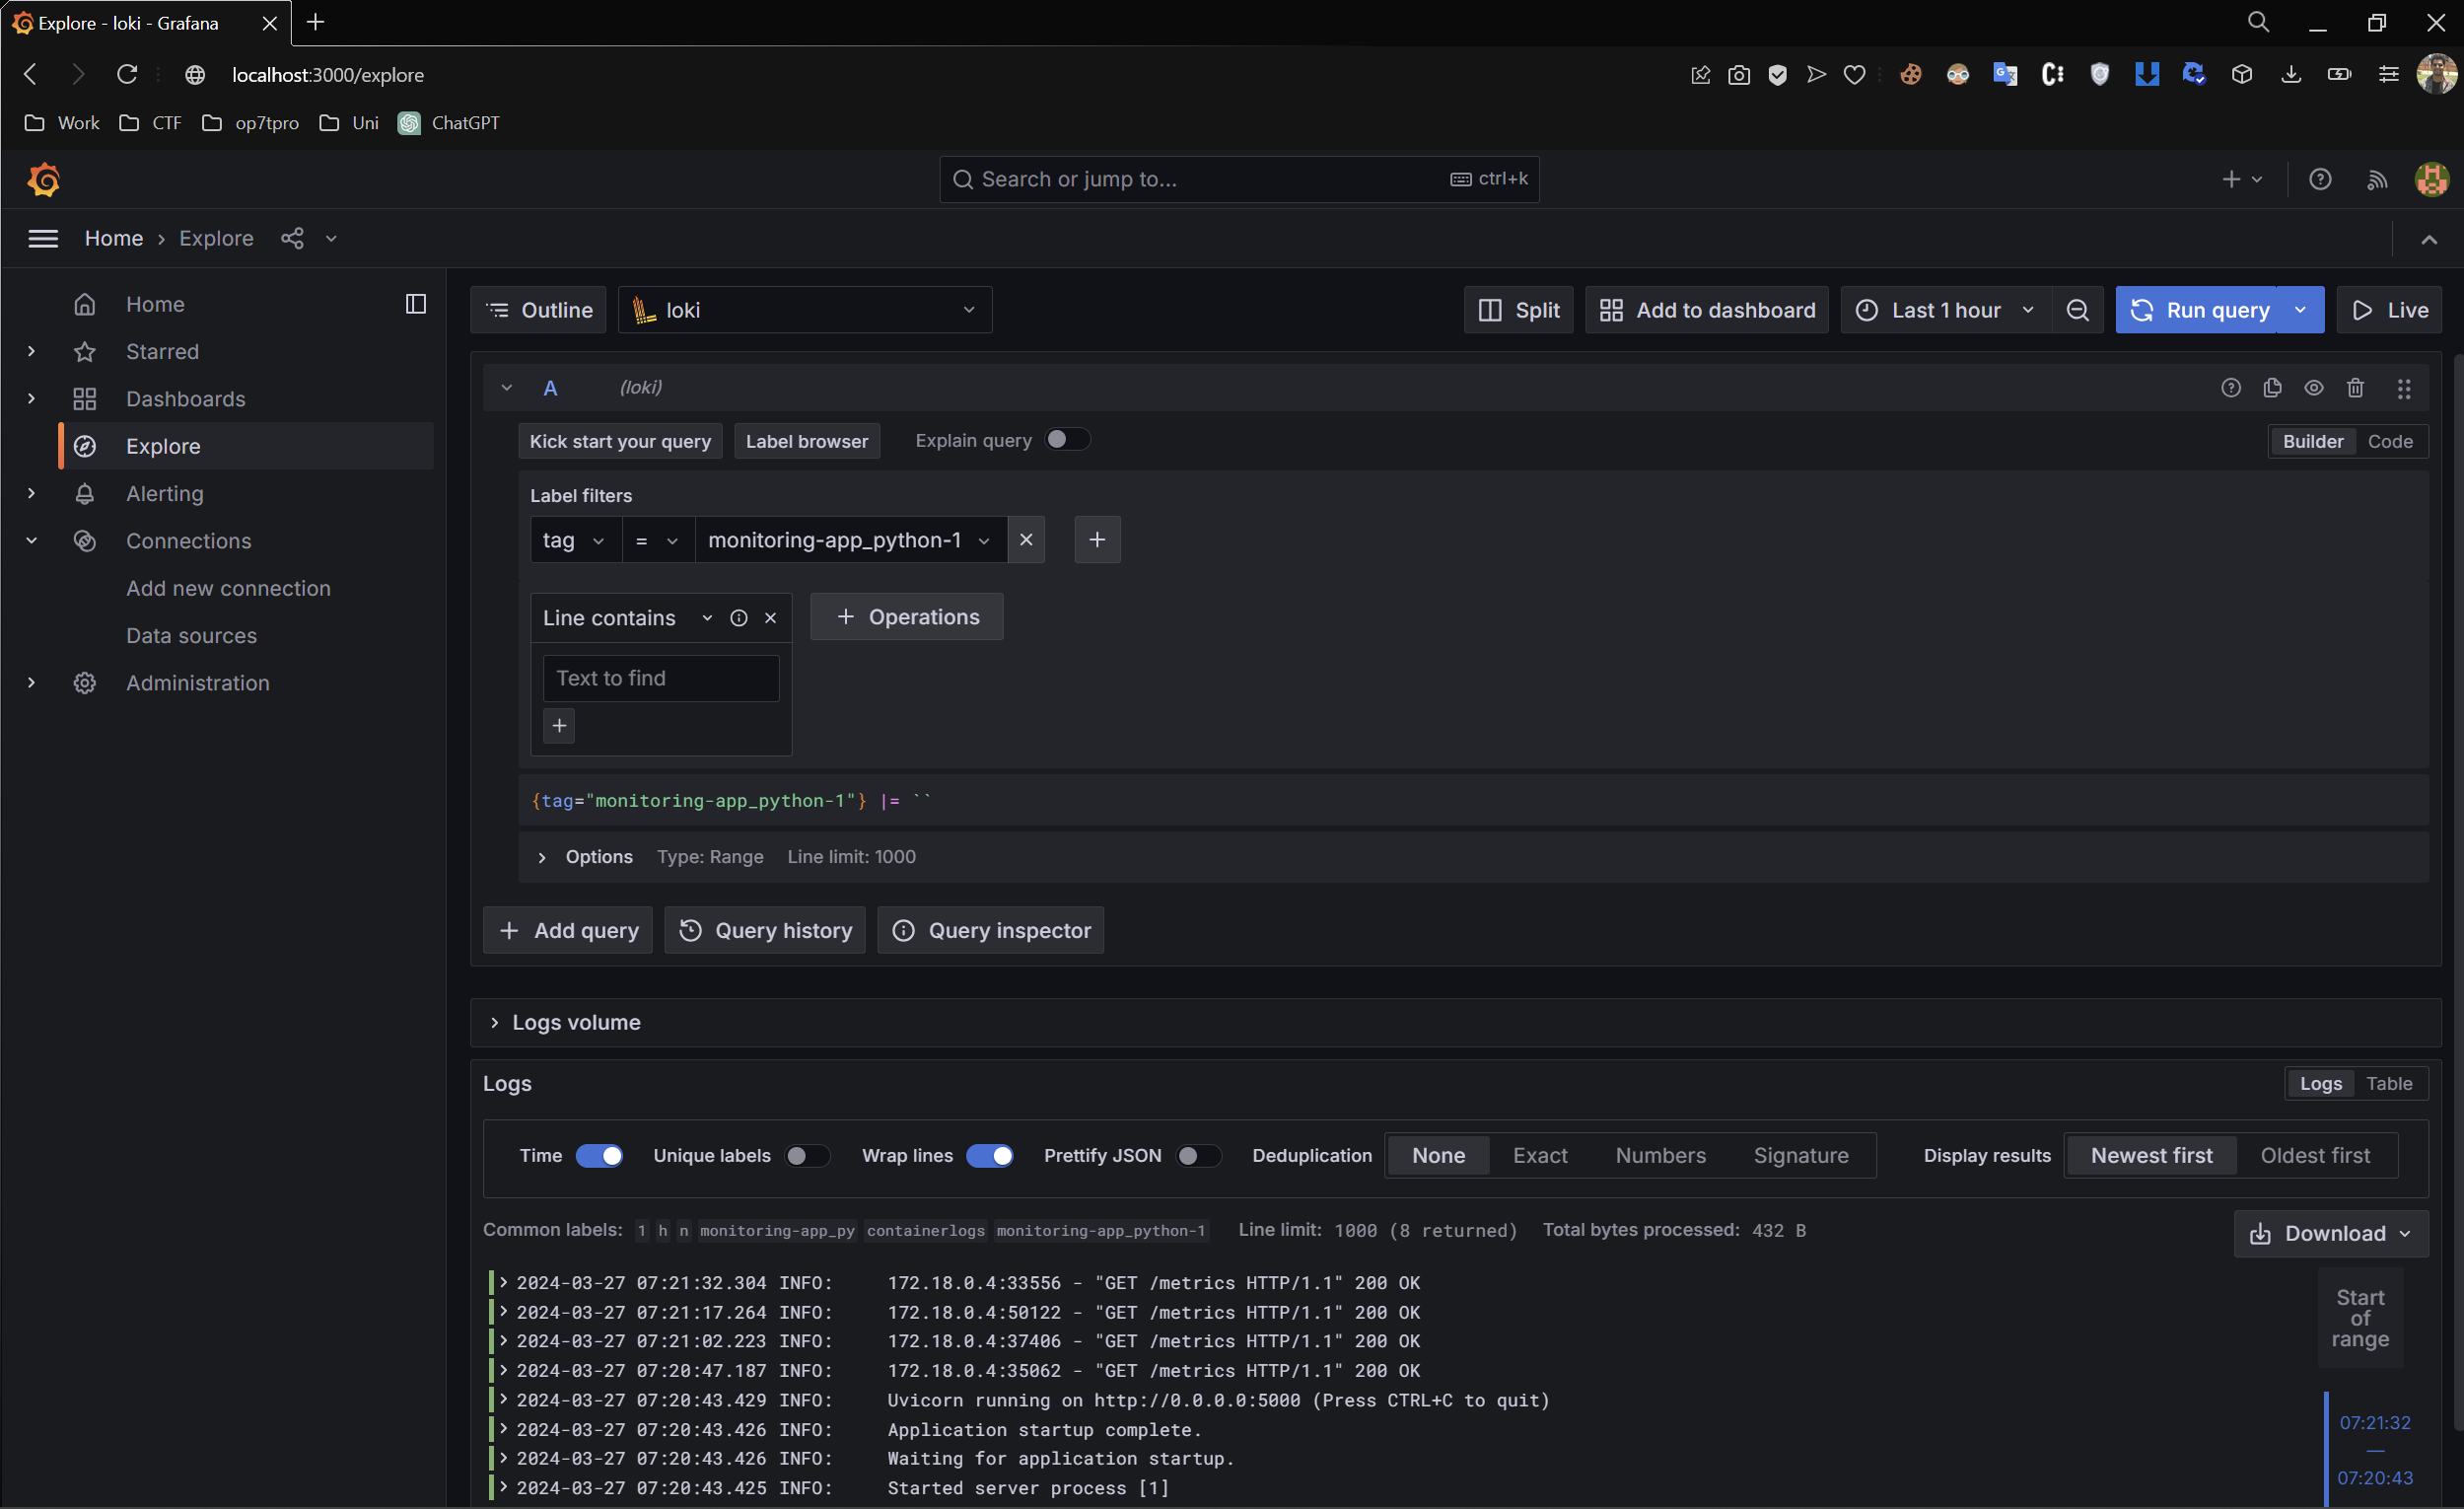 Explore - loki - Grafana
localhost:3000/explore
Work CTF op7tpro Uni ChatGPT
Search or jump to... ctrl+k
Home › Explore
Home
Starred
Dashboards
Explore
Alerting
Connections
Add new connection
Data sources
Administration
Outline loki Split Add to dashboard Last 1 hour Run query Live
A (loki)
Kick start your query Label browser Explain query Builder Code
Label filters
tag = monitoring-app_python-1
Line contains Operations
Text to find
{tag="monitoring-app_python-1"} |= ``
Options Type: Range Line limit: 1000
Add query Query history Query inspector
Logs volume
Logs Logs Table
Time Unique labels Wrap lines Prettify JSON Deduplication None Exact Numbers Signature Display results Newest first Oldest first
Common labels: 1 h n monitoring-app_py containerlogs monitoring-app_python-1 Line limit: 1000 (8 returned) Total bytes processed: 432 B Download
2024-03-27 07:21:32.304 INFO: 172.18.0.4:33556 - "GET /metrics HTTP/1.1" 200 OK
2024-03-27 07:21:17.264 INFO: 172.18.0.4:50122 - "GET /metrics HTTP/1.1" 200 OK
2024-03-27 07:21:02.223 INFO: 172.18.0.4:37406 - "GET /metrics HTTP/1.1" 200 OK
2024-03-27 07:20:47.187 INFO: 172.18.0.4:35062 - "GET /metrics HTTP/1.1" 200 OK
2024-03-27 07:20:43.429 INFO: Uvicorn running on http://0.0.0.0:5000 (Press CTRL+C to quit)
2024-03-27 07:20:43.426 INFO: Application startup complete.
2024-03-27 07:20:43.426 INFO: Waiting for application startup.
2024-03-27 07:20:43.425 INFO: Started server process [1]
Start
of
range
07:21:32
—
07:20:43